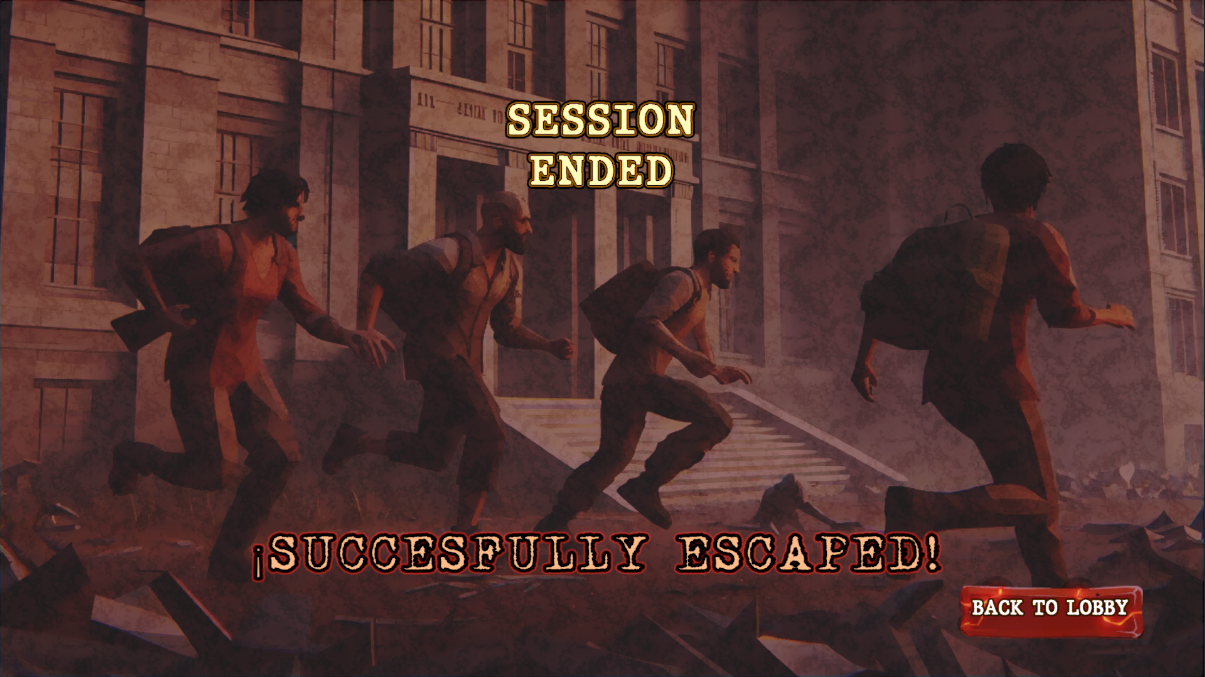 SESSION
ENDED
¡SUCCESFULLY ESCAPED!
BACK TO LOBBY